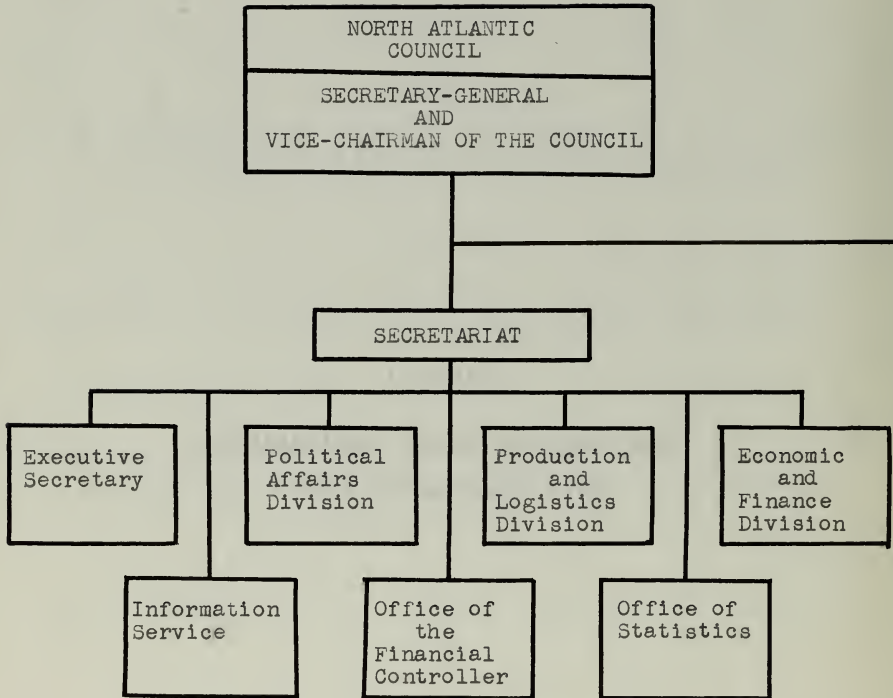 NORTH ATLANTIC
COUNCIL
SECRETARY-GENERAL
AND
VICE-CHAIRMAN OF THE COUNCIL
SECRETARIAT
Executive
Secretary
Political
Affairs
Division
Production
and
Logistics
Division
Economic
and
Finance
Division
Information
Service
Office of
the
Financial
Controller
Office of
Statistics